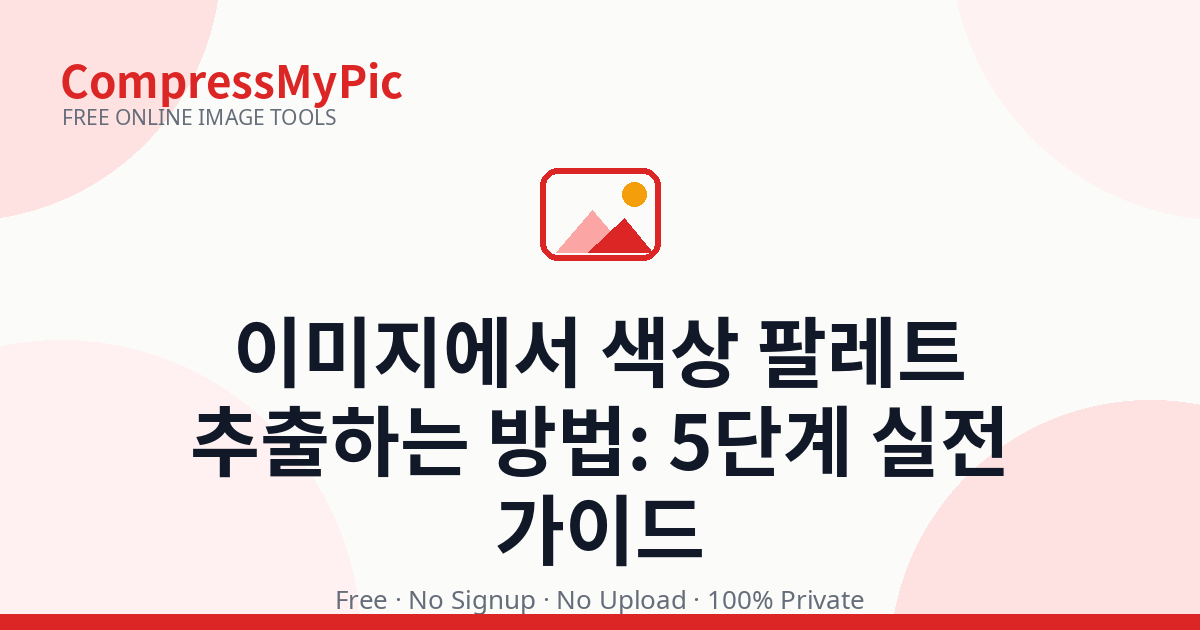 CompressMyPic
FREE ONLINE IMAGE TOOLS
이미지에서 색상 팔레트
추출하는 방법: 5단계 실전
가이드
Free · No Signup · No Upload · 100% Private